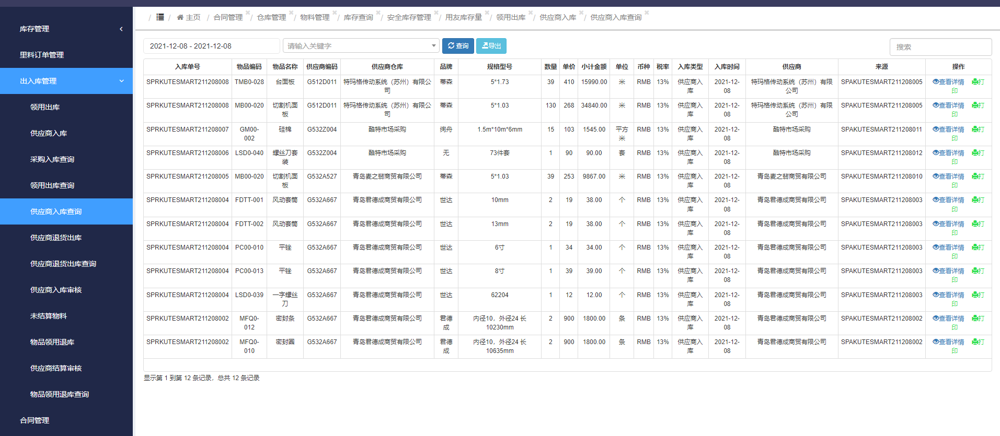 / / 主页 / 合同管理 / 仓库管理 / 物料管理 / 库存查询 / 安全库存管理 / 用友库存量 / 领用出库 / 供应商入库 / 供应商入库查询
库存管理
里料订单管理
出入库管理
领用出库
供应商入库
采购入库查询
领用出库查询
供应商入库查询
供应商退货出库
供应商退货出库查询
供应商入库审核
未结算物料
物品领用退库
供应商结算审核
物品领用退库查询
合同管理
2021-12-08 - 2021-12-08 请输入关键字 查询 导出 搜索
入库单号 物品编码 物品名称 供应商编码 供应商仓库 品牌 规格型号 数量 单价 小计金额 单位 币种 税率 入库类型 入库时间 供应商 来源 操作
SPRKUTESMART211208008 TMB0-028 台面板 G512D011 特玛格传动系统（苏州）有限公司 蒂森 5*1.73 39 410 15990.00 米 RMB 13% 供应商入库 2021-12-08 特玛格传动系统（苏州）有限公司 SPAKUTESMART211208005 查看详情 打印
SPRKUTESMART211208008 MB00-020 切割机面板 G512D011 特玛格传动系统（苏州）有限公司 蒂森 5*1.03 130 268 34840.00 米 RMB 13% 供应商入库 2021-12-08 特玛格传动系统（苏州）有限公司 SPAKUTESMART211208005 查看详情 打印
SPRKUTESMART211208007 GM00-002 硅棉 G532Z004 酷特市场采购 绚舟 1.5m*10m*6mm 15 103 1545.00 平方米 RMB 13% 供应商入库 2021-12-08 酷特市场采购 SPAKUTESMART211208011 查看详情 打印
SPRKUTESMART211208006 LSD0-040 螺丝刀套装 G532Z004 酷特市场采购 无 73件套 1 90 90.00 套 RMB 13% 供应商入库 2021-12-08 酷特市场采购 SPAKUTESMART211208012 查看详情 打印
SPRKUTESMART211208005 MB00-020 切割机面板 G532A527 青岛麦之翡商贸有限公司 蒂森 5*1.03 39 253 9867.00 米 RMB 13% 供应商入库 2021-12-08 青岛麦之翡商贸有限公司 SPAKUTESMART211208010 查看详情 打印
SPRKUTESMART211208004 FDTT-001 风动套筒 G532A667 青岛君德成商贸有限公司 世达 10mm 2 19 38.00 个 RMB 13% 供应商入库 2021-12-08 青岛君德成商贸有限公司 SPAKUTESMART211208003 查看详情 打印
SPRKUTESMART211208004 FDTT-002 风动套筒 G532A667 青岛君德成商贸有限公司 世达 13mm 2 19 38.00 个 RMB 13% 供应商入库 2021-12-08 青岛君德成商贸有限公司 SPAKUTESMART211208003 查看详情 打印
SPRKUTESMART211208004 PC00-010 平锉 G532A667 青岛君德成商贸有限公司 世达 6寸 1 34 34.00 个 RMB 13% 供应商入库 2021-12-08 青岛君德成商贸有限公司 SPAKUTESMART211208003 查看详情 打印
SPRKUTESMART211208004 PC00-013 平锉 G532A667 青岛君德成商贸有限公司 世达 8寸 1 39 39.00 个 RMB 13% 供应商入库 2021-12-08 青岛君德成商贸有限公司 SPAKUTESMART211208003 查看详情 打印
SPRKUTESMART211208004 LSD0-039 一字螺丝刀 G532A667 青岛君德成商贸有限公司 世达 62204 1 12 12.00 个 RMB 13% 供应商入库 2021-12-08 青岛君德成商贸有限公司 SPAKUTESMART211208003 查看详情 打印
SPRKUTESMART211208002 MFQ0-012 密封条 G532A667 青岛君德成商贸有限公司 君德成 内径10，外径24 长10230mm 2 900 1800.00 条 RMB 13% 供应商入库 2021-12-08 青岛君德成商贸有限公司 SPAKUTESMART211208002 查看详情 打印
SPRKUTESMART211208002 MFQ0-010 密封圈 G532A667 青岛君德成商贸有限公司 君德成 内径10，外径24 长10635mm 2 900 1800.00 条 RMB 13% 供应商入库 2021-12-08 青岛君德成商贸有限公司 SPAKUTESMART211208002 查看详情 打印
显示第 1 到第 12 条记录，总共 12 条记录